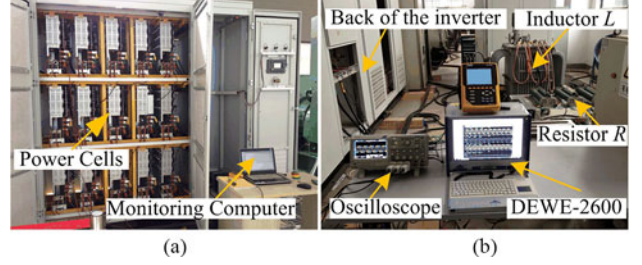 Power Cells
Monitoring Computer
(a)
Back of the inverter
Inductor L
Resistor R
Oscilloscope
DEWE-2600
(b)